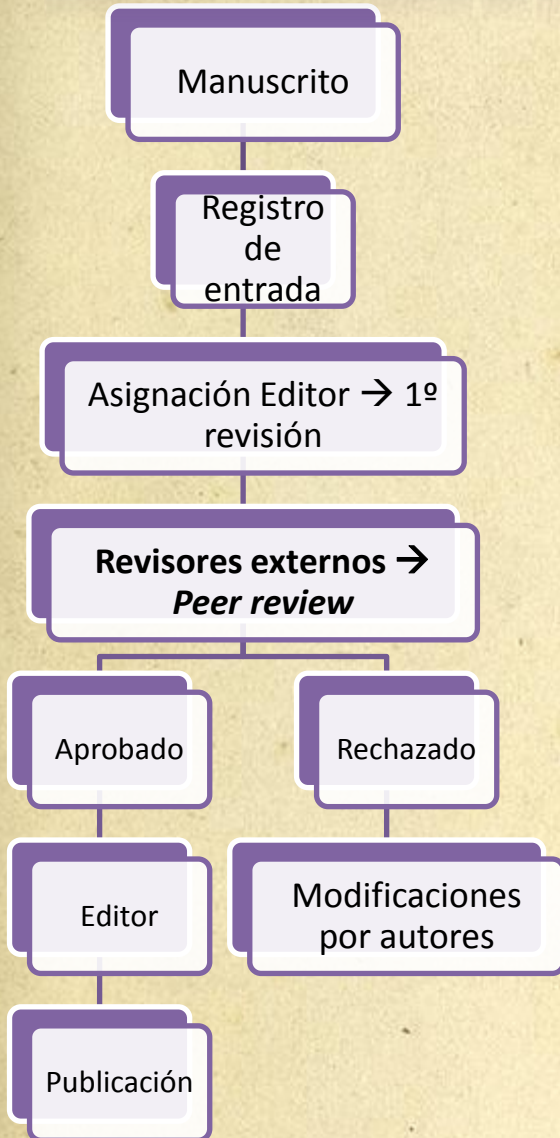 Manuscrito
Registro
de
entrada
Asignación Editor → 1º
revisión
Revisores externos →
Peer review
Aprobado
Rechazado
Editor
Modificaciones
por autores
Publicación